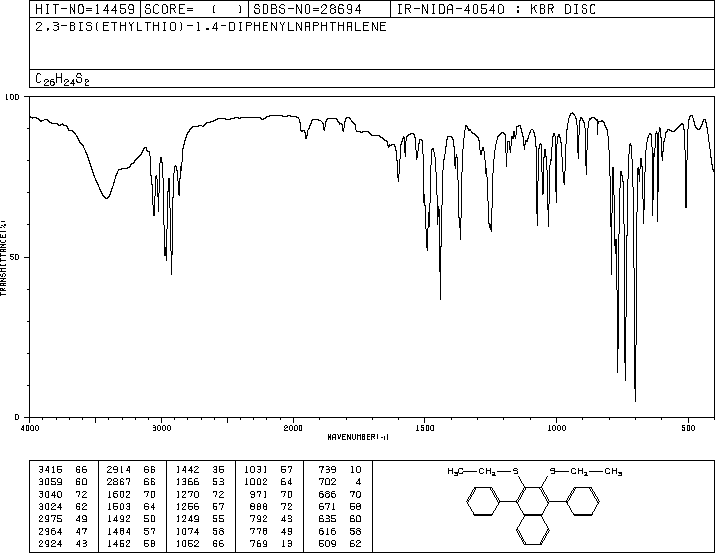 HIT-NO=14459 SCORE= ( ) SDBS-NO=28694 IR-NIDA-40540 : KBR DISC
2,3-BIS(ETHYLTHIO)-1,4-DIPHENYLNAPHTHALENE
C26H24S2
100
50
0
TRANSMITTANCE(%)
4000 3000 2000 1500 1000 500
WAVENUMBER(-1)
3415 66 2914 66 1442 35 1031 57 739 10
3059 60 2867 66 1366 53 1002 64 702 4
3040 72 1602 70 1270 72 971 70 686 70
3024 62 1503 64 1256 57 888 72 671 58
2975 49 1492 50 1249 55 792 43 635 60
2964 47 1484 57 1074 58 778 49 616 58
2924 43 1452 58 1052 66 769 13 509 62
H3C CH2 S S CH2 CH3